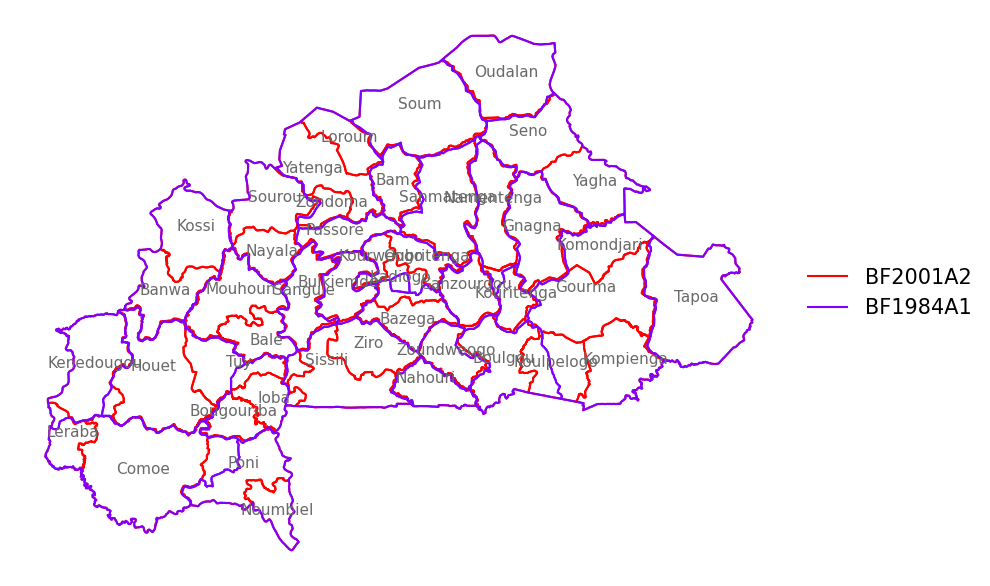 Oudalan
Soum
Seno
Loroum
Yatenga
Bam
Yagha
Sourou
Zondoma
Sanmatenga
Namentenga
Kossi
Passore
Gnagna
Komondjari
Nayala
Kourweogo
Oubritenga
Banwa
Mouhoun
Sanguie
Bulkiemde
Kadiogo
Ganzourgou
Kouritenga
Gourma
Tapoa
BF2001A2
BF1984A1
Bazega
Bale
Ziro
Kenedougou
Houet
Tuy
Sissili
Zoundweogo
Boulgou
Koulpelogo
Kompienga
Nahouri
Ioba
Bougouriba
Leraba
Comoe
Poni
Noumbiel